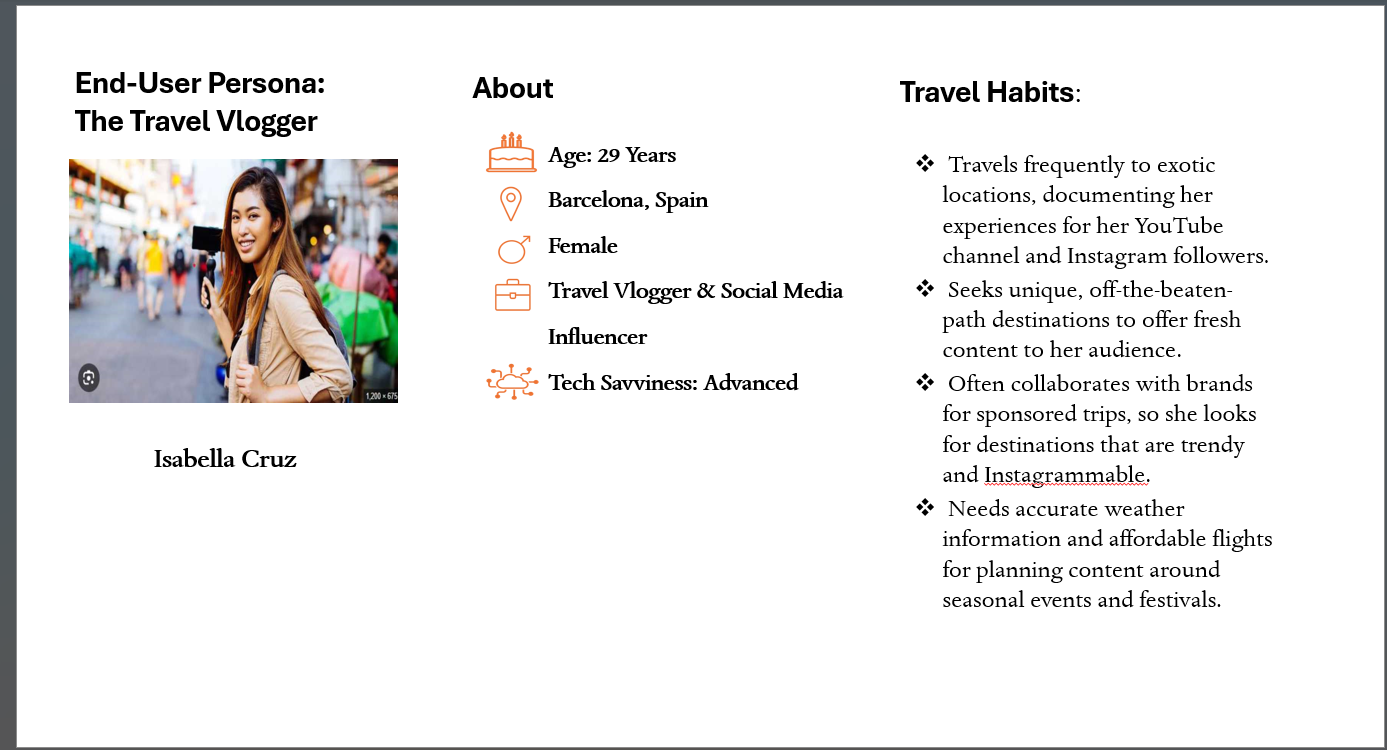 End-User Persona:
The Travel Vlogger
1,200 × 675
Isabella Cruz
About
Age: 29 Years
Barcelona, Spain
Female
Travel Vlogger & Social Media
Influencer
Tech Savviness: Advanced
Travel Habits:
❖ Travels frequently to exotic
locations, documenting her
experiences for her YouTube
channel and Instagram followers.
❖ Seeks unique, off-the-beaten-
path destinations to offer fresh
content to her audience.
❖ Often collaborates with brands
for sponsored trips, so she looks
for destinations that are trendy
and Instagrammable.
❖ Needs accurate weather
information and affordable flights
for planning content around
seasonal events and festivals.